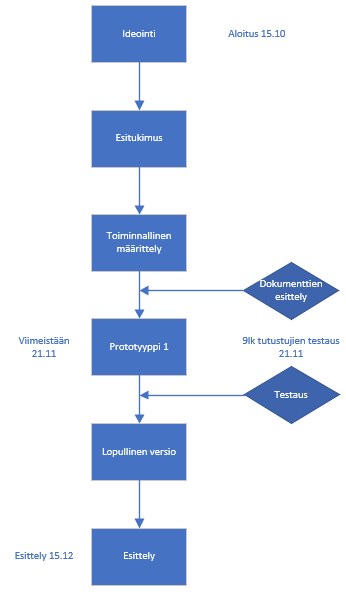 Ideointi
Aloitus 15.10
Esitukimus
Toiminnallinen
määrittely
Dokumenttien
esittely
Viimeistään
21.11
Prototyyppi 1
9lk tutustujien testaus
21.11
Testaus
Lopullinen versio
Esittely 15.12
Esittely